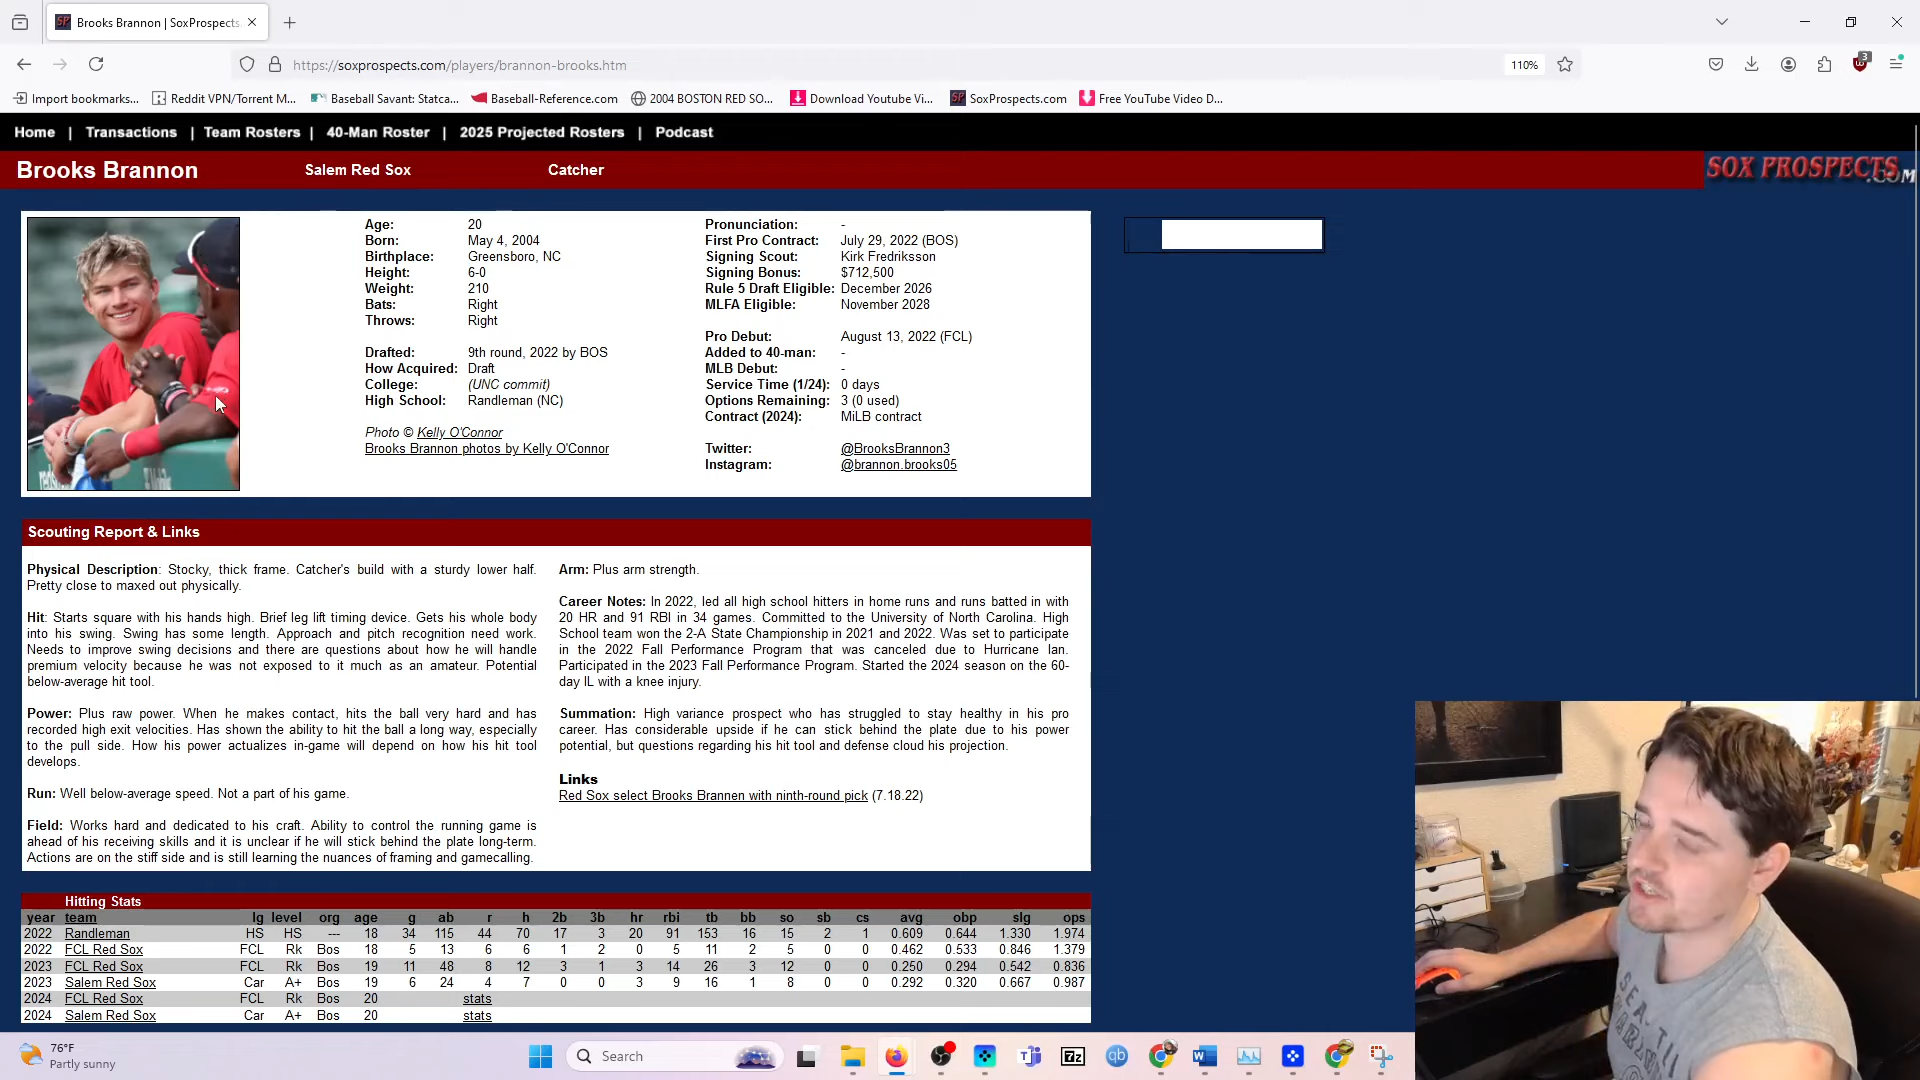 Brooks Brannon | SoxProspects.
https://soxprospects.com/players/brannon-brooks.htm
110%
3
Import bookmarks...
Reddit VPN/Torrent M...
Baseball Savant: Statca...
Baseball-Reference.com
2004 BOSTON RED SO...
Download Youtube Vi...
SoxProspects.com
Free YouTube Video D...
Home | Transactions | Team Rosters | 40-Man Roster | 2025 Projected Rosters | Podcast
Brooks Brannon Salem Red Sox Catcher
SOX PROSPECTS.COM
Age: 20
Born: May 4, 2004
Birthplace: Greensboro, NC
Height: 6-0
Weight: 210
Bats: Right
Throws: Right
Drafted: 9th round, 2022 by BOS
How Acquired: Draft
College: (UNC commit)
High School: Randleman (NC)
Photo © Kelly O'Connor
Brooks Brannon photos by Kelly O'Connor
Pronunciation: -
First Pro Contract: July 29, 2022 (BOS)
Signing Scout: Kirk Fredriksson
Signing Bonus: $712,500
Rule 5 Draft Eligible: December 2026
MLFA Eligible: November 2028
Pro Debut: August 13, 2022 (FCL)
Added to 40-man: -
MLB Debut: -
Service Time (1/24): 0 days
Options Remaining: 3 (0 used)
Contract (2024): MiLB contract
Twitter: @BrooksBrannon3
Instagram: @brannon.brooks05
Scouting Report & Links
Physical Description: Stocky, thick frame. Catcher's build with a sturdy lower half.
Pretty close to maxed out physically.
Hit: Starts square with his hands high. Brief leg lift timing device. Gets his whole body
into his swing. Swing has some length. Approach and pitch recognition need work.
Needs to improve swing decisions and there are questions about how he will handle
premium velocity because he was not exposed to it much as an amateur. Potential
below-average hit tool.
Power: Plus raw power. When he makes contact, hits the ball very hard and has
recorded high exit velocities. Has shown the ability to hit the ball a long way, especially
to the pull side. How his power actualizes in-game will depend on how his hit tool
develops.
Run: Well below-average speed. Not a part of his game.
Field: Works hard and dedicated to his craft. Ability to control the running game is
ahead of his receiving skills and it is unclear if he will stick behind the plate long-term.
Actions are on the stiff side and is still learning the nuances of framing and gamecalling.
Arm: Plus arm strength.
Career Notes: In 2022, led all high school hitters in home runs and runs batted in with
20 HR and 91 RBI in 34 games. Committed to the University of North Carolina. High
School team won the 2-A State Championship in 2021 and 2022. Was set to participate
in the 2022 Fall Performance Program that was canceled due to Hurricane Ian.
Participated in the 2023 Fall Performance Program. Started the 2024 season on the 60-
day IL with a knee injury.
Summation: High variance prospect who has struggled to stay healthy in his pro
career. Has considerable upside if he can stick behind the plate due to his power
potential, but questions regarding his hit tool and defense cloud his projection.
Links
Red Sox select Brooks Brannen with ninth-round pick (7.18.22)
Hitting Stats
year team lg level org age g ab r h 2b 3b hr rbi tb bb so sb cs avg obp slg ops
2022 Randleman HS HS --- 18 34 115 44 70 17 3 20 91 153 16 15 2 1 0.609 0.644 1.330 1.974
2022 FCL Red Sox FCL Rk Bos 18 5 13 6 6 1 2 0 5 11 2 5 0 0 0.462 0.533 0.846 1.379
2023 FCL Red Sox FCL Rk Bos 19 11 48 8 12 3 1 3 14 26 3 12 0 0 0.250 0.294 0.542 0.836
2023 Salem Red Sox Car A+ Bos 19 6 24 4 7 0 0 3 9 16 1 8 0 0 0.292 0.320 0.667 0.987
2024 FCL Red Sox FCL Rk Bos 20 stats
2024 Salem Red Sox Car A+ Bos 20 stats
76°F
Partly sunny
Search
7z
qb